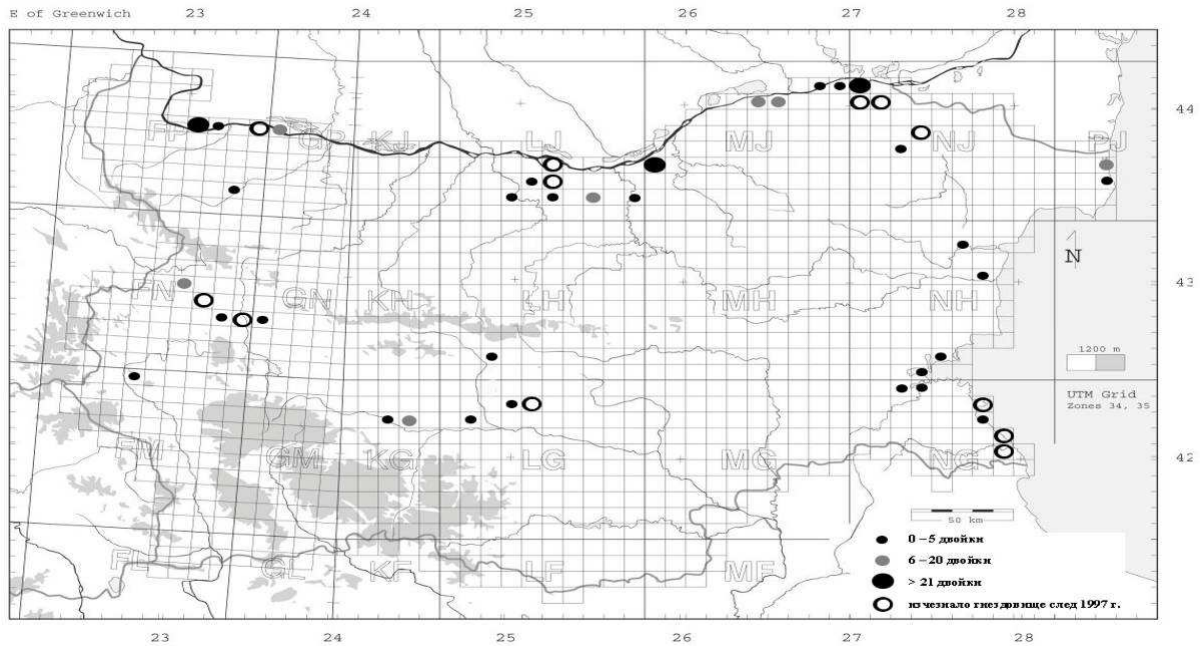 E of Greenwich
23 24 25 26 27 28
44
FP GP KJ LJ MJ NJ PJ
N
43
FN GN KN LH MH NH
1200 m
UTM Grid
Zones 34, 35
FM GM KG LG MG NG
42
50 km
0 – 5 двойки
FL GL KF LF MF
6 – 20 двойки
> 21 двойки
изчезнало гнездовище след 1997 г.
23 24 25 26 27 28